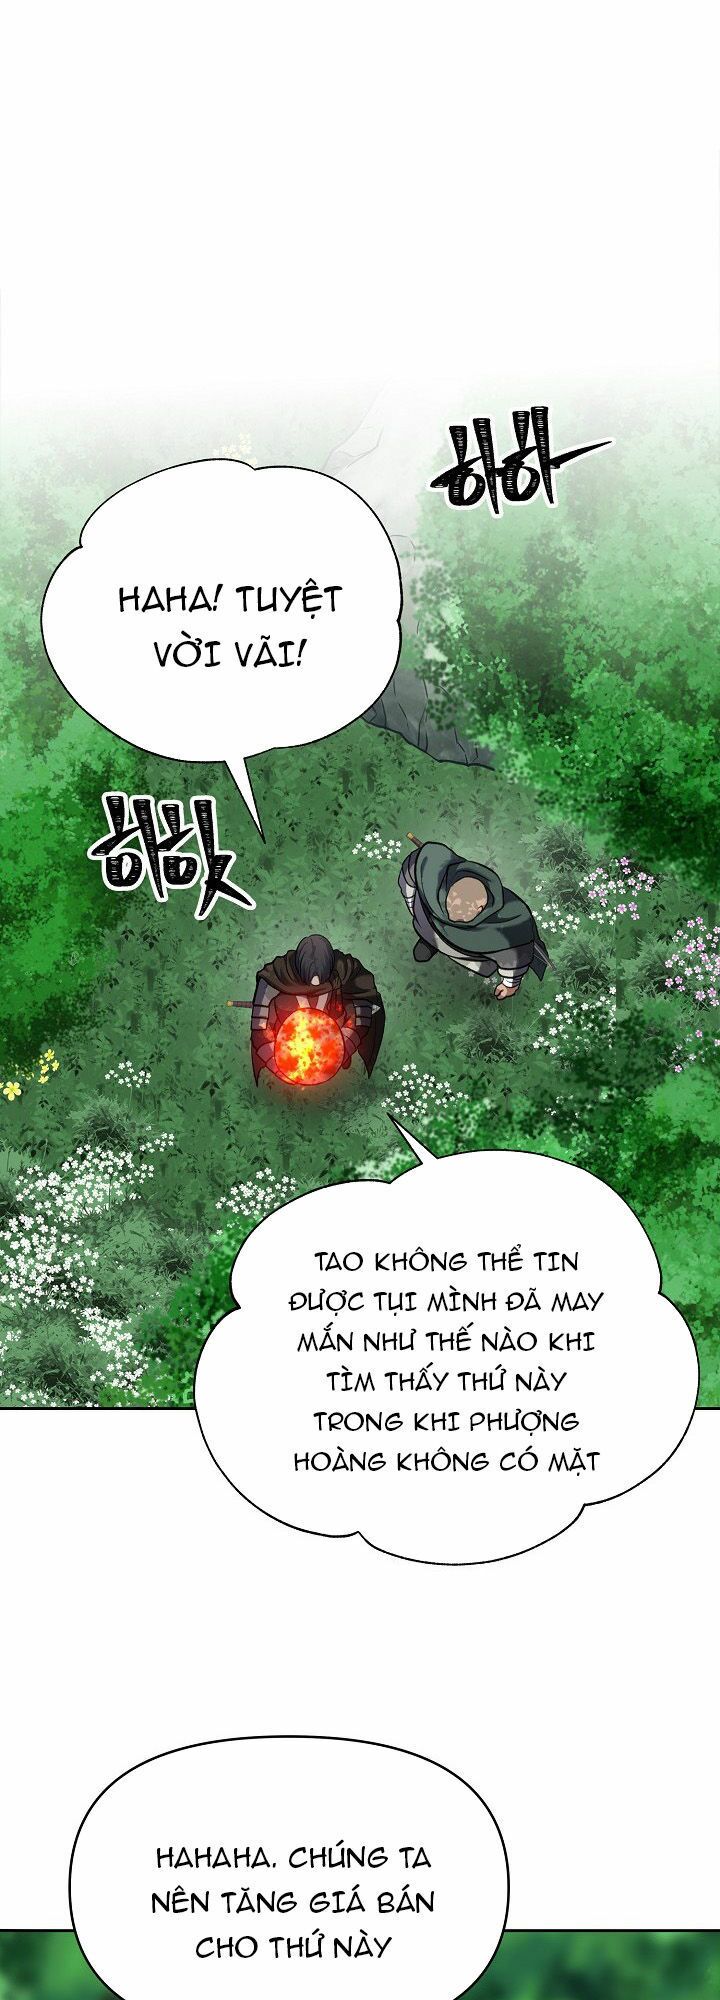 하하
HAHA! TUYỆT
VỜI VÃI!
하하
TAO KHÔNG THỂ TIN
ĐƯỢC TỤI MÌNH ĐÃ MAY
MẮN NHƯ THẾ NÀO KHI
TÌM THẤY THỨ NÀY
TRONG KHI PHƯỢNG
HOÀNG KHÔNG CÓ MẶT
HAHAHA. CHÚNG TA
NÊN TĂNG GIÁ BÁN
CHO THỨ NÀY